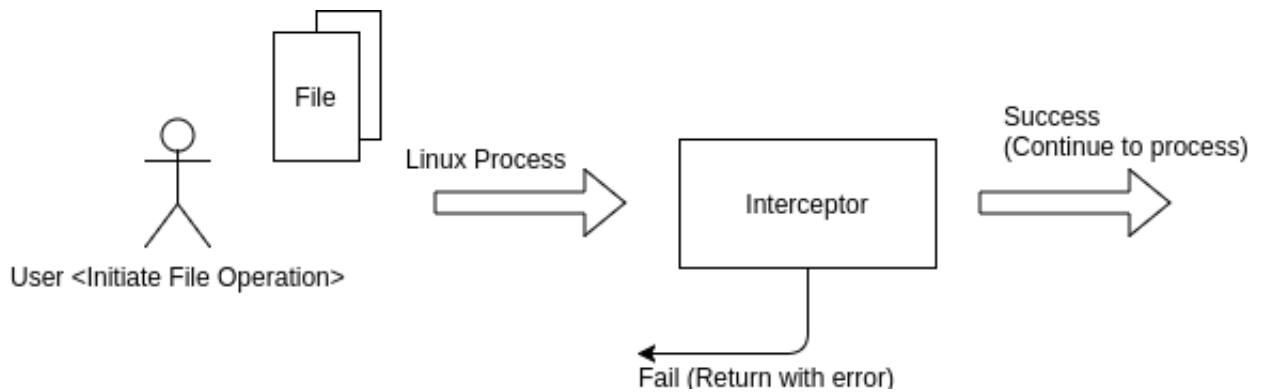 File
Success
(Continue to process)
Linux Process
Interceptor
User <Initiate File Operation>
Fail (Return with error)